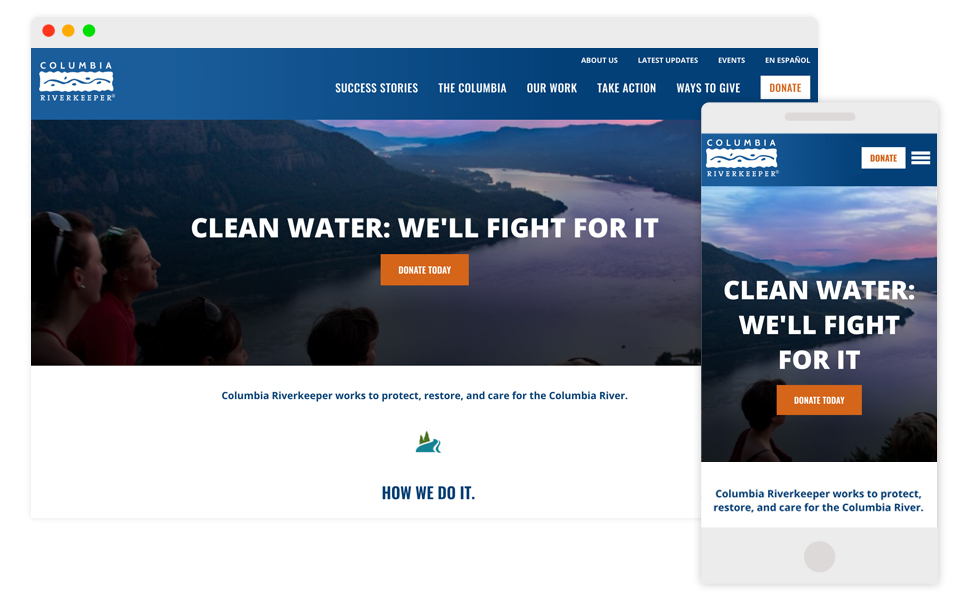 COLUMBIA
RIVERKEEPER®
ABOUT US LATEST UPDATES EVENTS EN ESPAÑOL
SUCCESS STORIES THE COLUMBIA OUR WORK TAKE ACTION WAYS TO GIVE DONATE
CLEAN WATER: WE'LL FIGHT FOR IT
DONATE TODAY
Columbia Riverkeeper works to protect, restore, and care for the Columbia River.
HOW WE DO IT.
COLUMBIA
RIVERKEEPER®
DONATE
CLEAN WATER:
WE'LL FIGHT
FOR IT
DONATE TODAY
Columbia Riverkeeper works to protect,
restore, and care for the Columbia River.